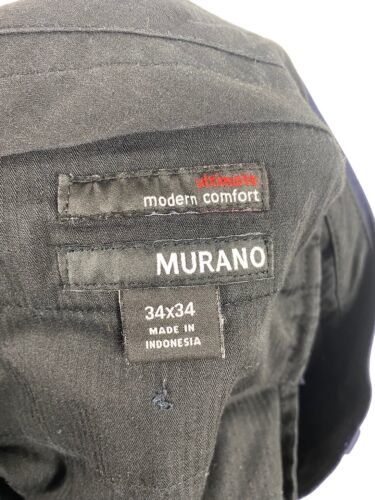 ultimate
modern comfort
MURANO
34x34
MADE IN
INDONESIA